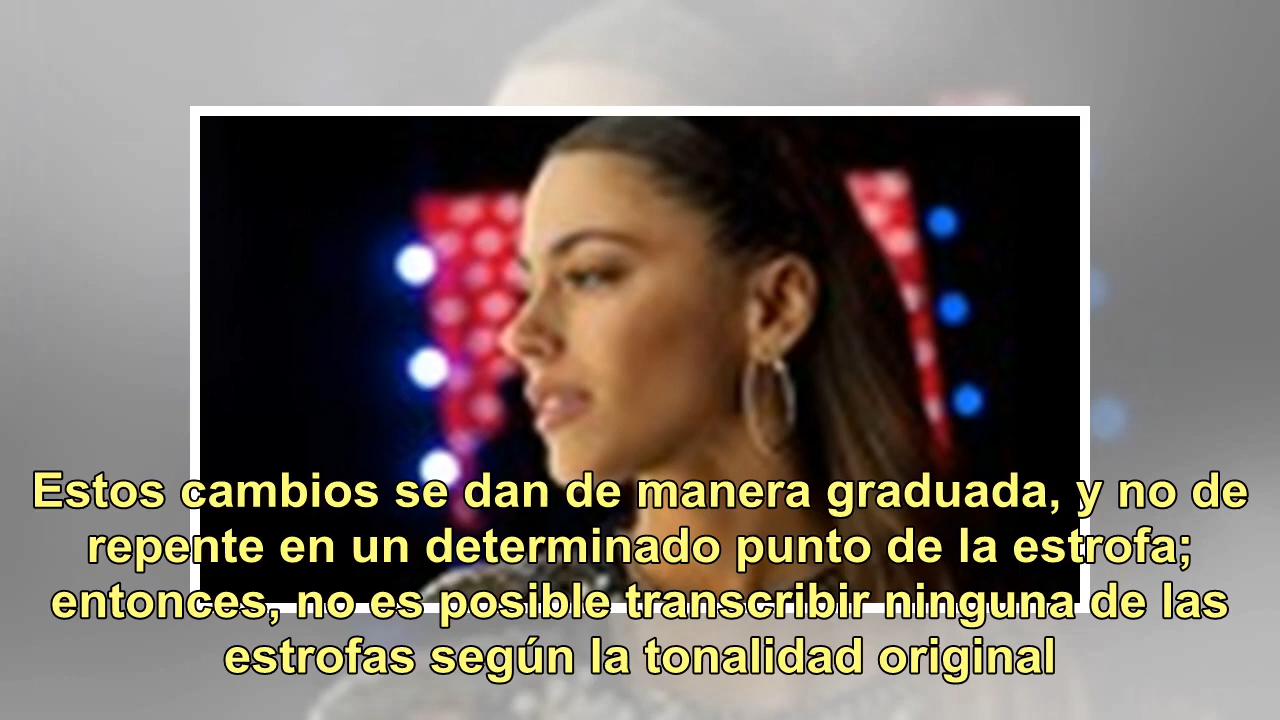 Estos cambios se dan de manera graduada, y no de
repente en un determinado punto de la estrofa;
entonces, no es posible transcribir ninguna de las
estrofas según la tonalidad original